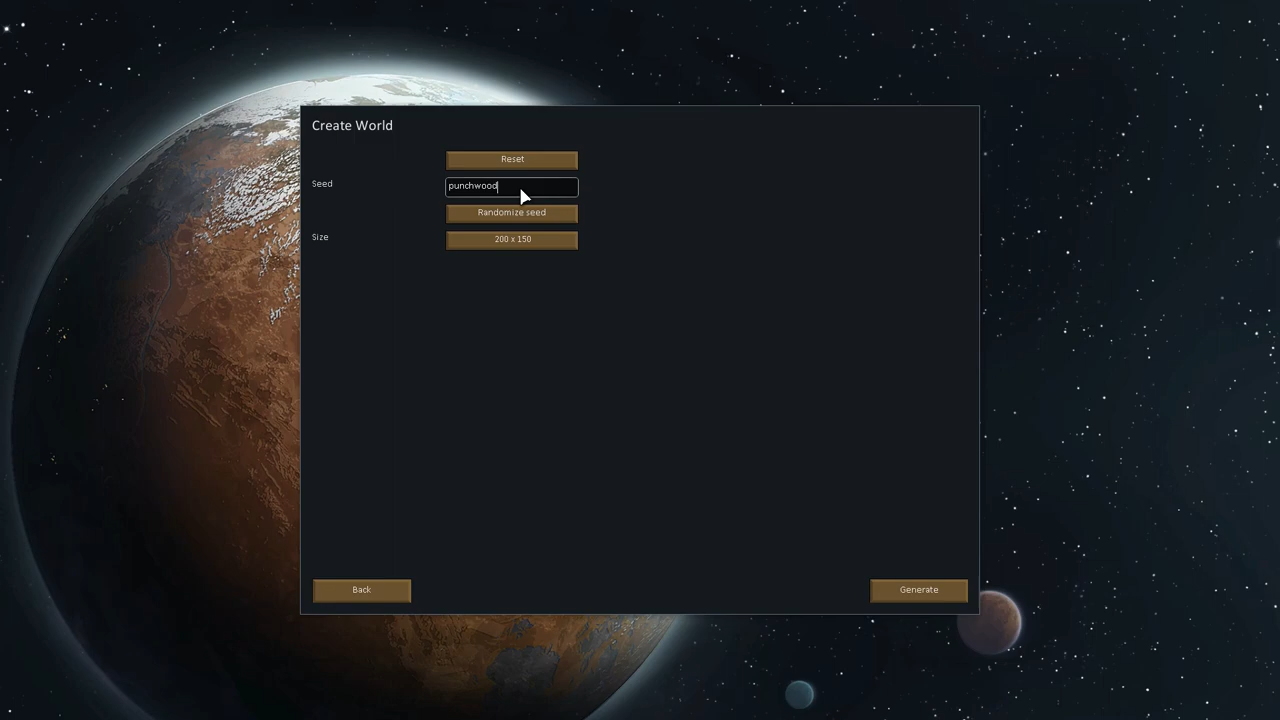 Create World
Reset
Seed
punchwood
Randomize seed
Size
200 x 150
Back
Generate